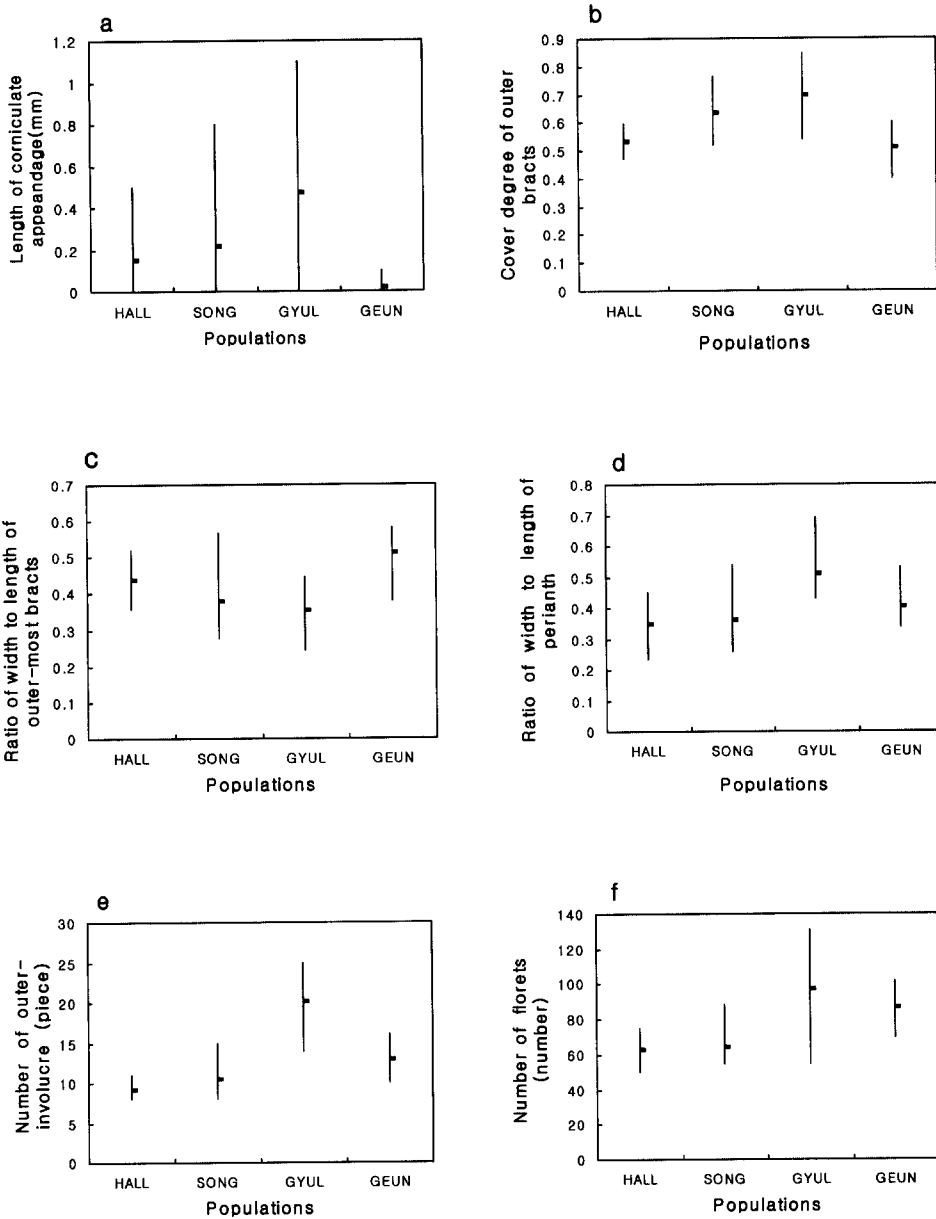 a
Length of corniculate
appeandage(mm)
1.2
1
0.8
0.6
0.4
0.2
0
HALL SONG GYUL GEUN
Populations
b
Cover degree of outer
bracts
0.9
0.8
0.7
0.6
0.5
0.4
0.3
0.2
0.1
0
HALL SONG GYUL GEUN
Populations
c
Ratio of width to length of
outer-most bracts
0.7
0.6
0.5
0.4
0.3
0.2
0.1
0
HALL SONG GYUL GEUN
Populations
d
Ratio of width to length of
perianth
0.8
0.7
0.6
0.5
0.4
0.3
0.2
0.1
0
HALL SONG GYUL GEUN
Populations
e
Number of outer-
involucre (piece)
30
25
20
15
10
5
0
HALL SONG GYUL GEUN
Populations
f
Number of florets
(number)
140
120
100
80
60
40
20
0
HALL SONG GYUL GEUN
Populations